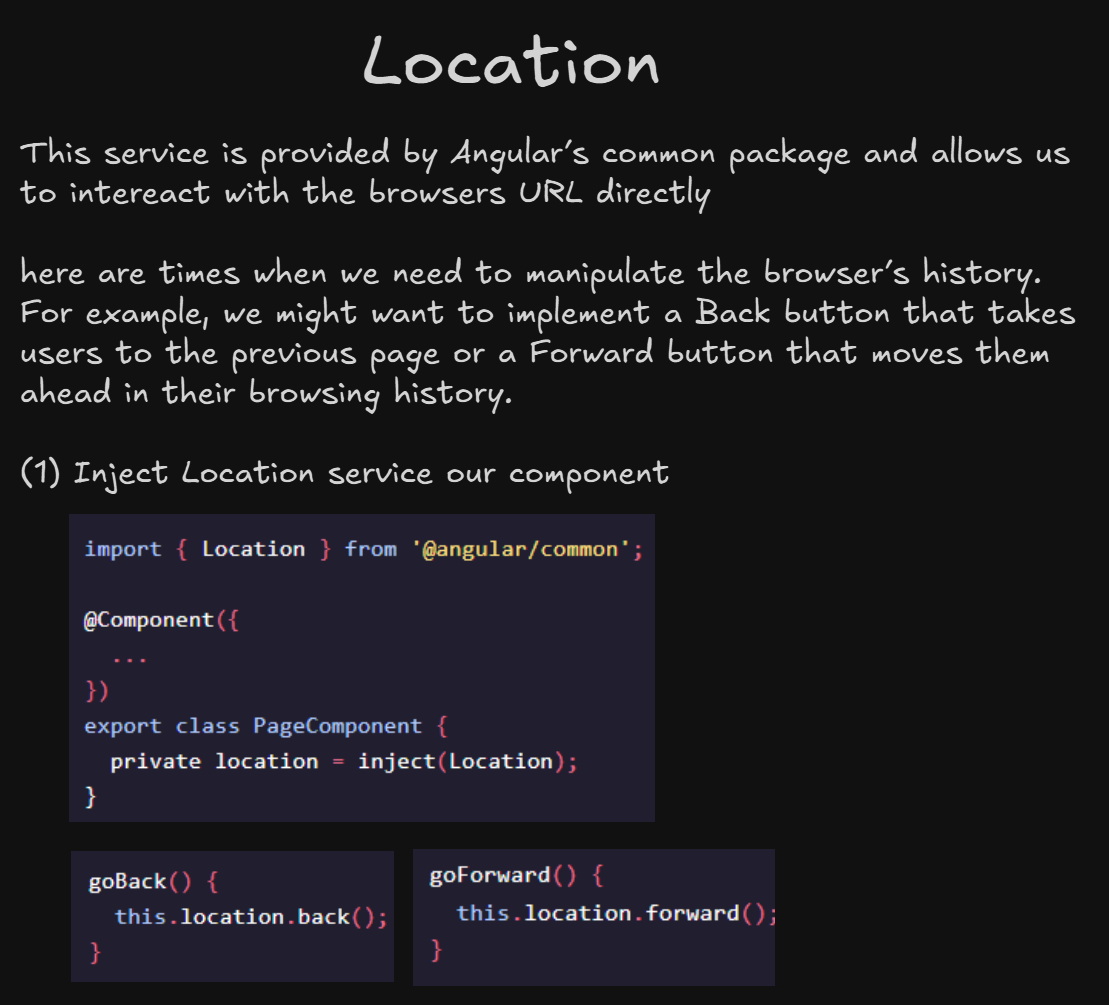 Location
This service is provided by Angular's common package and allows us
to intereact with the browsers URL directly
here are times when we need to manipulate the browser's history.
For example, we might want to implement a Back button that takes
users to the previous page or a Forward button that moves them
ahead in their browsing history.
(1) Inject Location service our component
import { Location } from '@angular/common';
@Component({
...
})
export class PageComponent {
private location = inject(Location);
}
goBack() {
this.location.back();
}
goForward() {
this.location.forward();
}